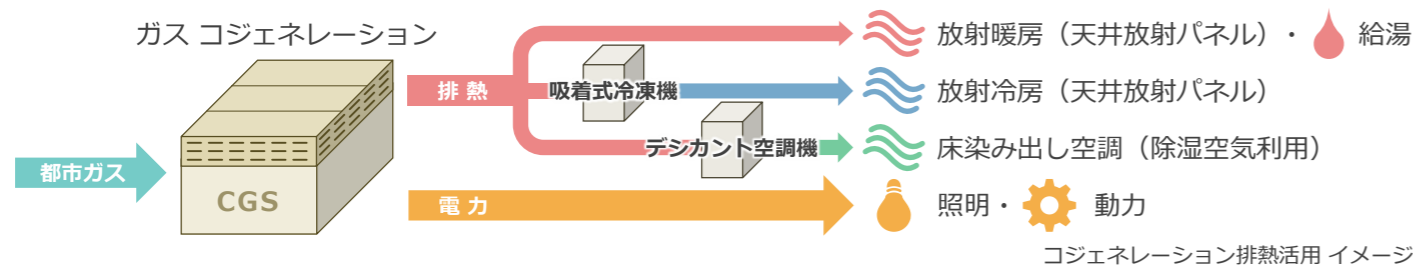 ガス コジェネレーション
都市ガス
CGS
排熱
吸着式冷凍機
デシカント空調機
電力
放射暖房（天井放射パネル）・給湯
放射冷房（天井放射パネル）
床染み出し空調（除湿空気利用）
照明・動力
コジェネレーション排熱活用 イメージ